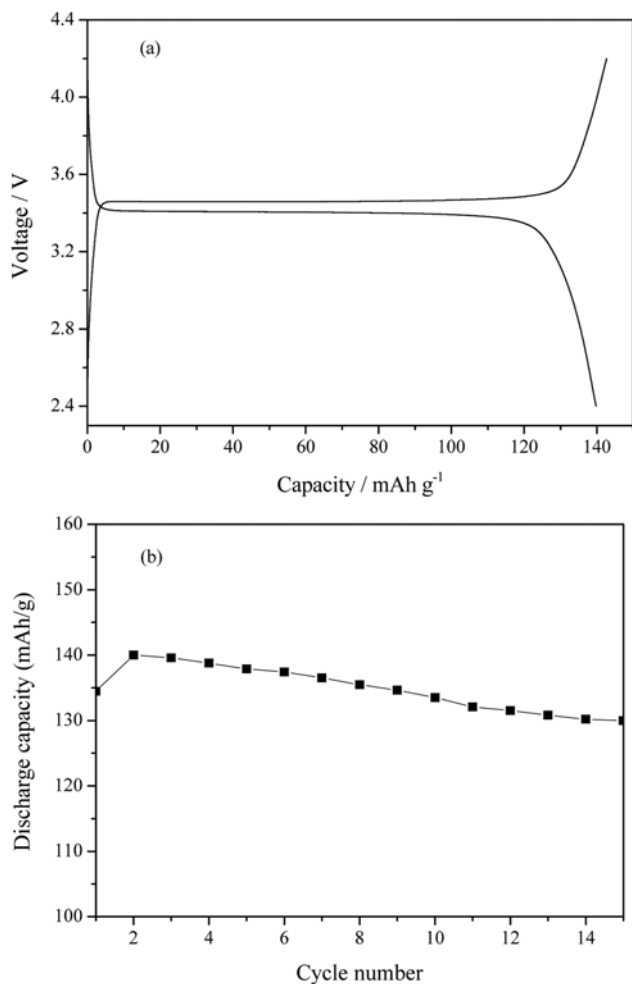 (a)
4.4
4.0
3.6
3.2
2.8
2.4
Voltage / V
0 20 40 60 80 100 120 140
Capacity / mAh g⁻¹
(b)
160
150
140
130
120
110
100
Discharge capacity (mAh/g)
2 4 6 8 10 12 14
Cycle number